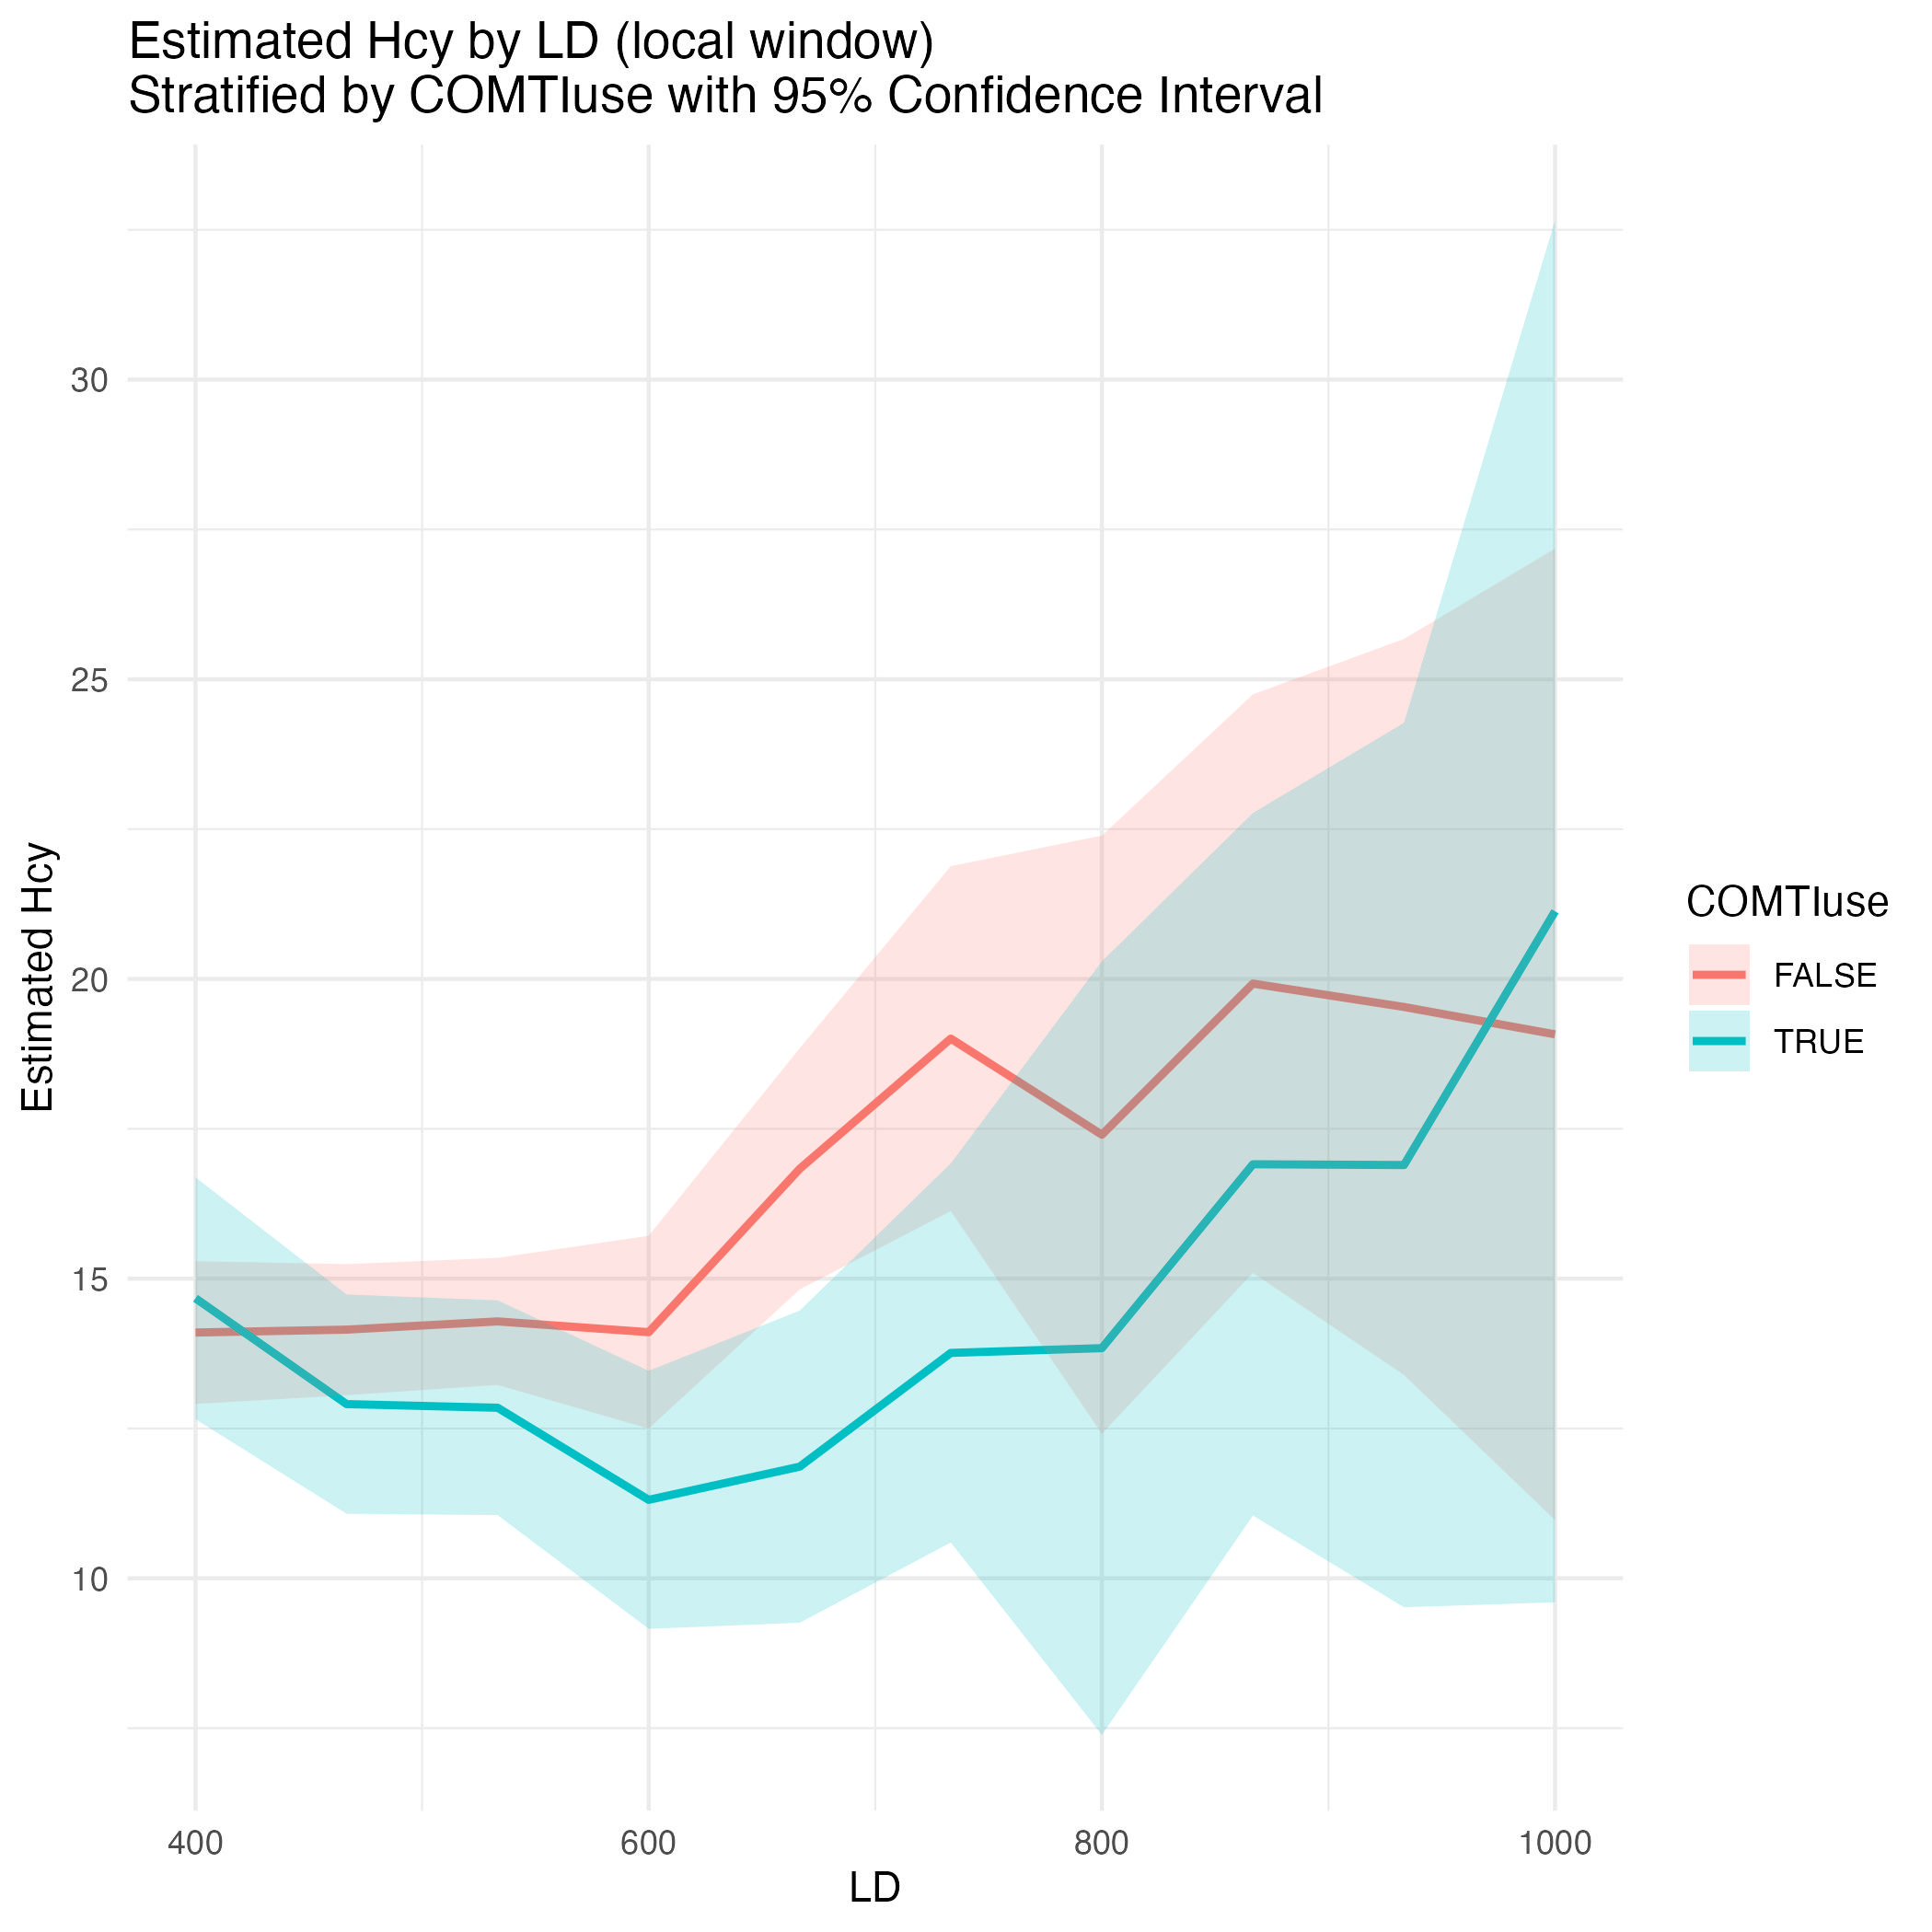 Estimated Hcy by LD (local window)
Stratified by COMTIuse with 95% Confidence Interval
Estimated Hcy
30
25
20
15
10
400
600
800
1000
LD
COMTIuse
FALSE
TRUE